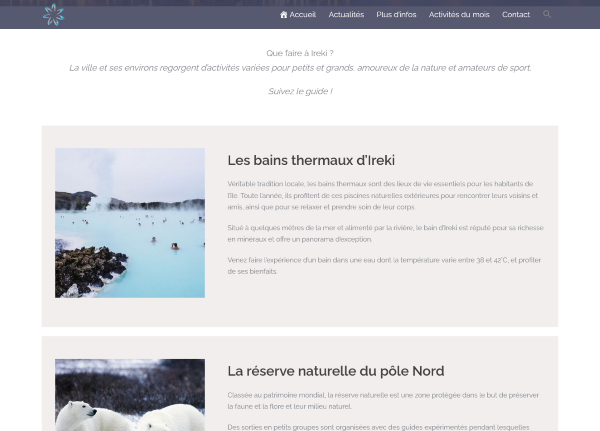 Accueil Actualités Plus d'infos Activités du mois Contact
Que faire à Ireki ?
La ville et ses environs regorgent d'activités variées pour petits et grands, amoureux de la nature et amateurs de sport.
Suivez le guide !
Les bains thermaux d'Ireki
Véritable tradition locale, les bains thermaux sont des lieux de vie essentiels pour les habitants de
l'île. Toute l'année, ils profitent de ces piscines naturelles extérieures pour rencontrer leurs voisins et
amis, ainsi que pour se relaxer et prendre soin de leur corps.
Situé à quelques mètres de la mer et alimenté par la rivière, le bain d'Ireki est réputé pour sa richesse
en minéraux et offre un panorama d'exception.
Venez faire l'expérience d'un bain dans une eau dont la température varie entre 38 et 42°C, et profiter
de ses bienfaits.
La réserve naturelle du pôle Nord
Classée au patrimoine mondial, la réserve naturelle est une zone protégée dans le but de préserver
la faune et la flore et leur milieu naturel.
Des sorties en petits groupes sont organisées avec des guides expérimentés pendant lesquelles